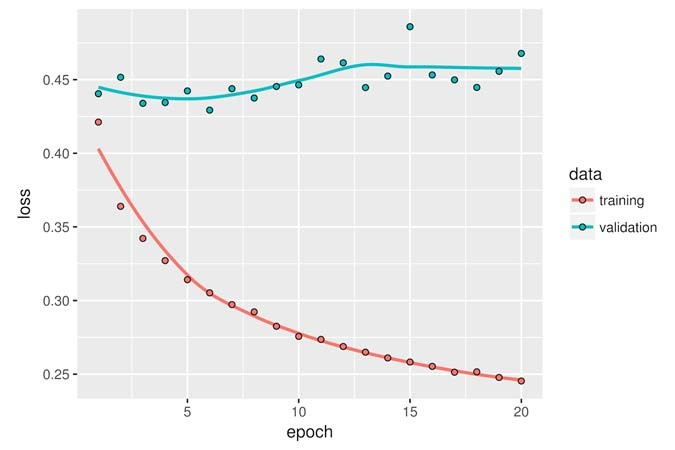 0.45
0.40
0.35
0.30
0.25
loss
5 10 15 20
epoch
data
training
validation